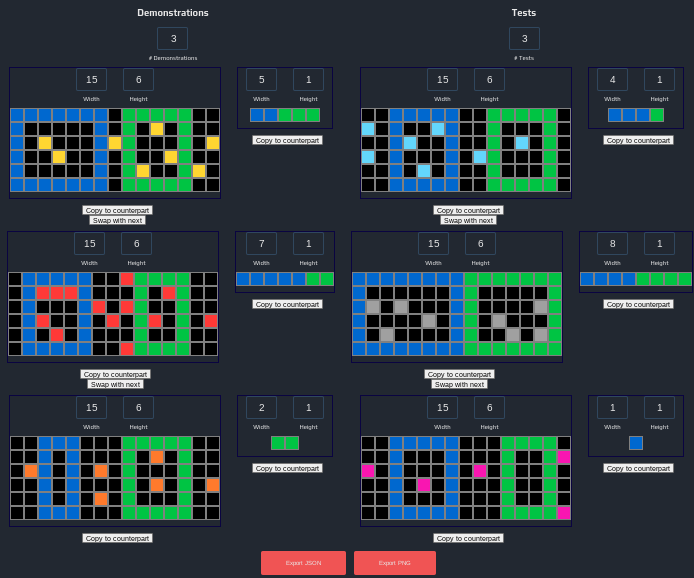 Demonstrations
Tests
3
# Demonstrations
3
# Tests
15 6
Width Height
5 1
Width Height
Copy to counterpart
15 6
Width Height
4 1
Width Height
Copy to counterpart
Copy to counterpart
Swap with next
Copy to counterpart
Swap with next
15 6
Width Height
7 1
Width Height
Copy to counterpart
15 6
Width Height
8 1
Width Height
Copy to counterpart
Copy to counterpart
Swap with next
Copy to counterpart
Swap with next
15 6
Width Height
2 1
Width Height
Copy to counterpart
15 6
Width Height
1 1
Width Height
Copy to counterpart
Copy to counterpart
Copy to counterpart
Export JSON
Export PNG